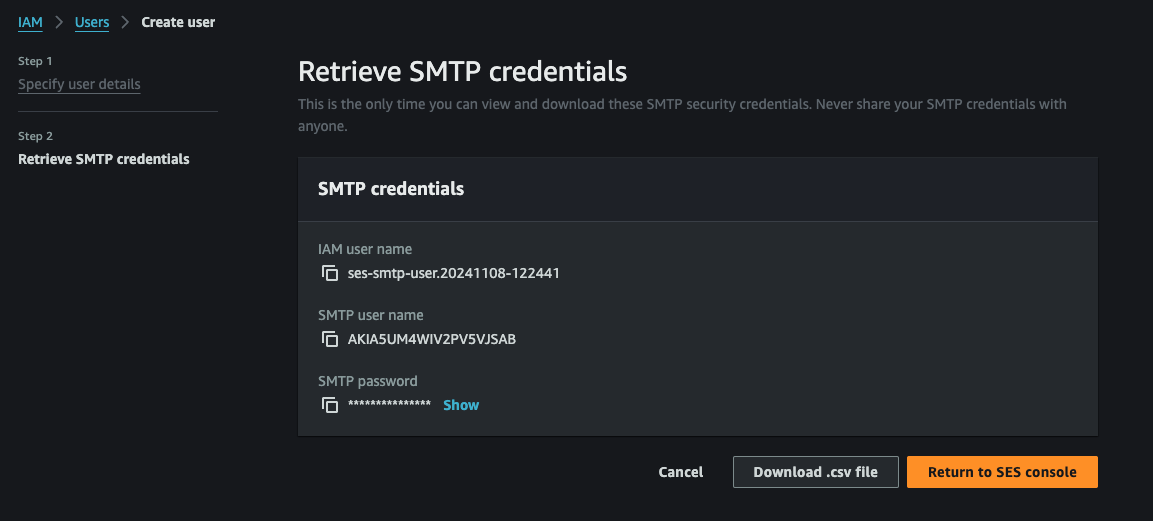 IAM > Users > Create user
Step 1
Specify user details
Step 2
Retrieve SMTP credentials
Retrieve SMTP credentials
This is the only time you can view and download these SMTP security credentials. Never share your SMTP credentials with
anyone.
SMTP credentials
IAM user name
ses-smtp-user.20241108-122441
SMTP user name
AKIA5UM4WIV2PV5VJSAB
SMTP password
*************** Show
Cancel Download .csv file Return to SES console